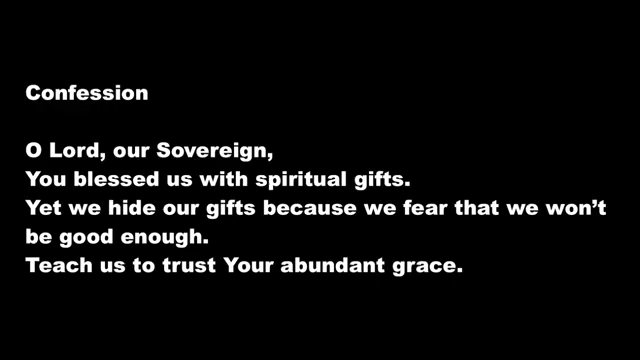 Confession
O Lord, our Sovereign,
You blessed us with spiritual gifts.
Yet we hide our gifts because we fear that we won’t
be good enough.
Teach us to trust Your abundant grace.